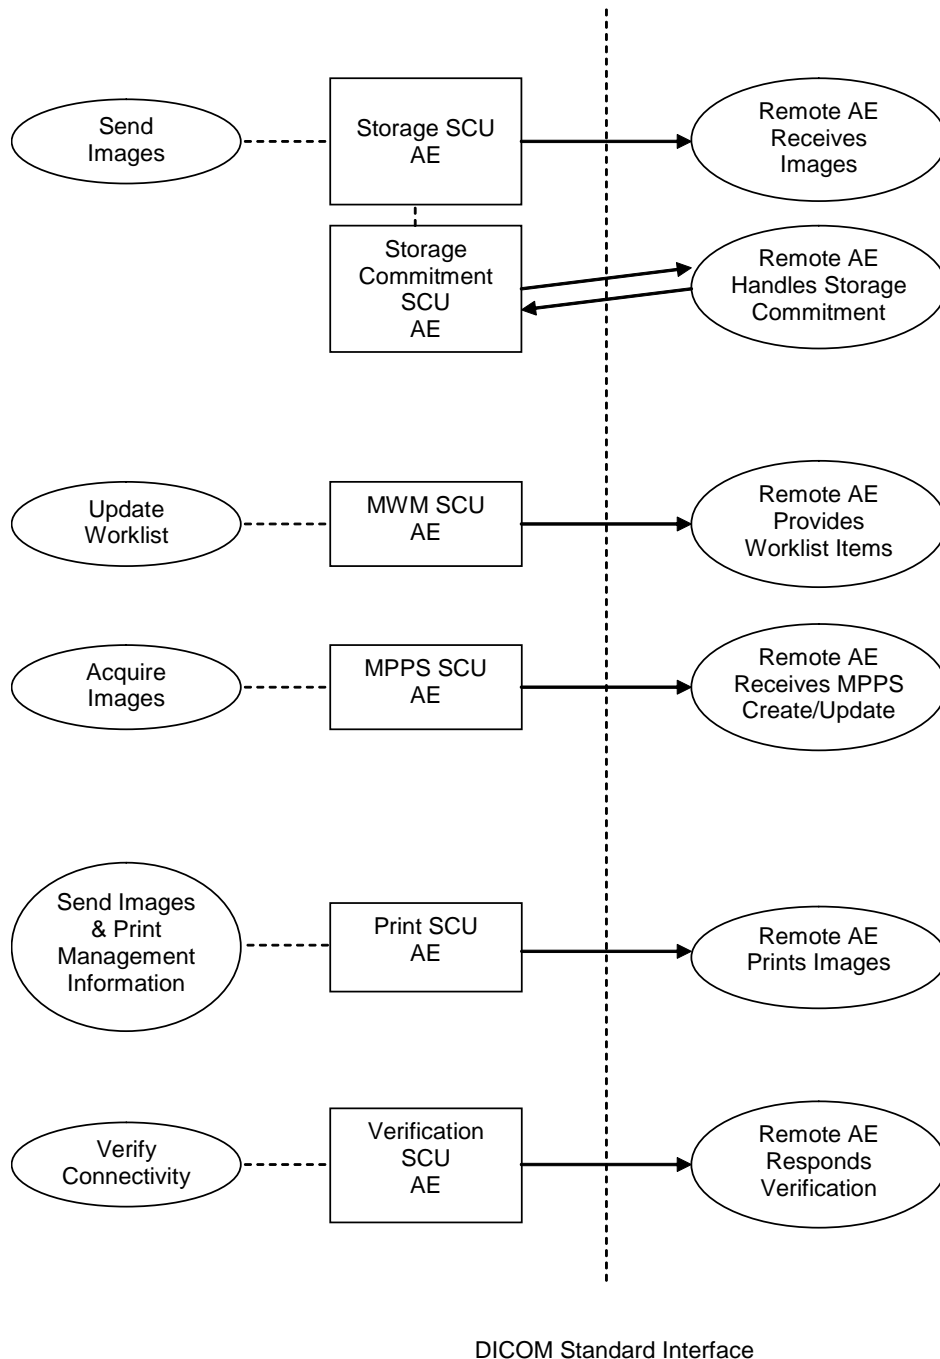 Send
Images
Storage SCU
AE
Remote AE
Receives
Images
Storage
Commitment
SCU
AE
Remote AE
Handles Storage
Commitment
Update
Worklist
MWM SCU
AE
Remote AE
Provides
Worklist Items
Acquire
Images
MPPS SCU
AE
Remote AE
Receives MPPS
Create/Update
Send Images
& Print
Management
Information
Print SCU
AE
Remote AE
Prints Images
Verify
Connectivity
Verification
SCU
AE
Remote AE
Responds
Verification
DICOM Standard Interface